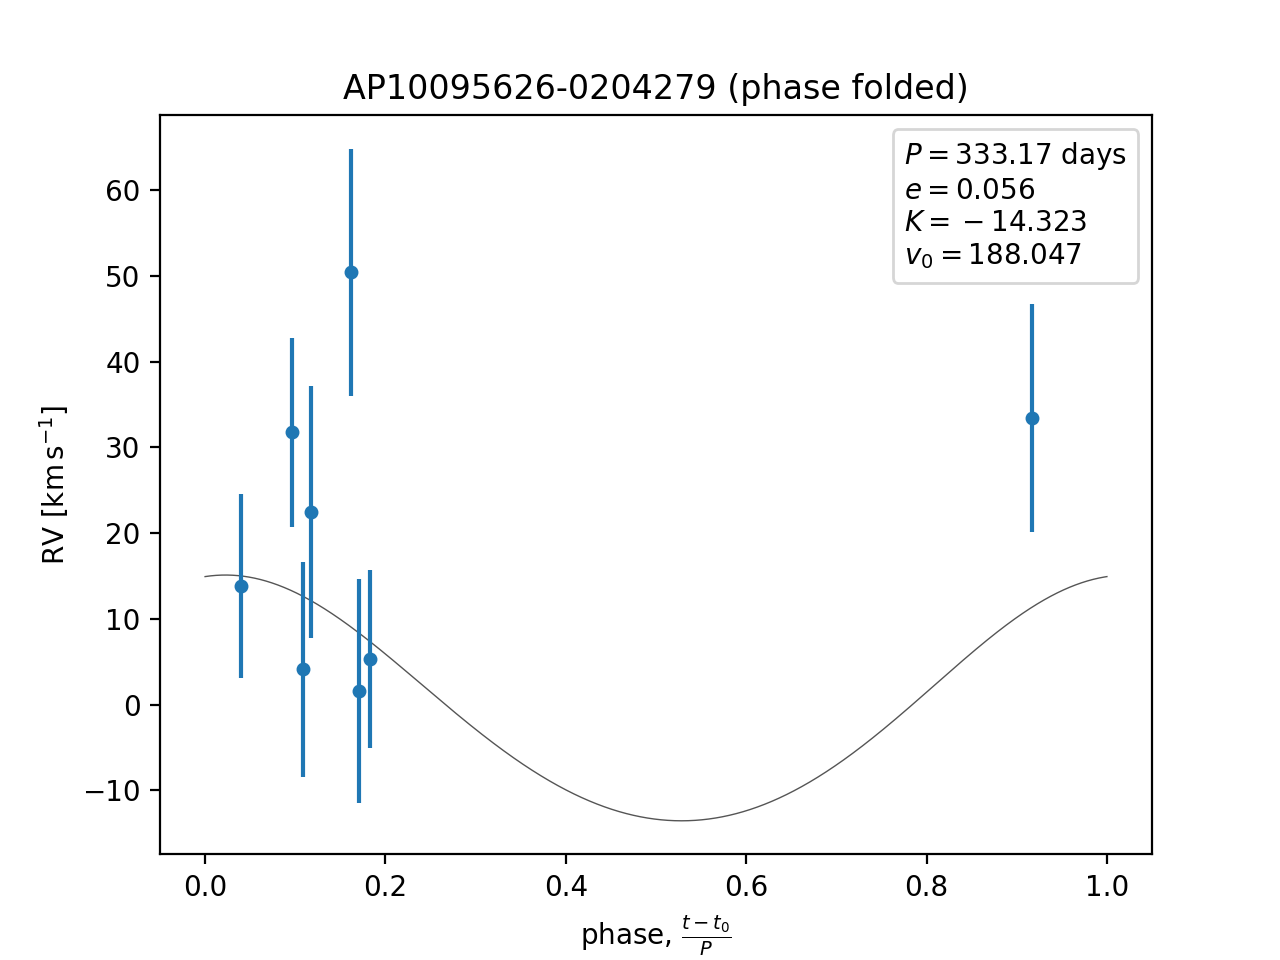 AP10095626-0204279 (phase folded)
P = 333.17 days
e = 0.056
K = −14.323
v₀ = 188.047
RV [km s⁻¹]
60
50
40
30
20
10
0
−10
0.0 0.2 0.4 0.6 0.8 1.0
phase, (t − t₀)/P